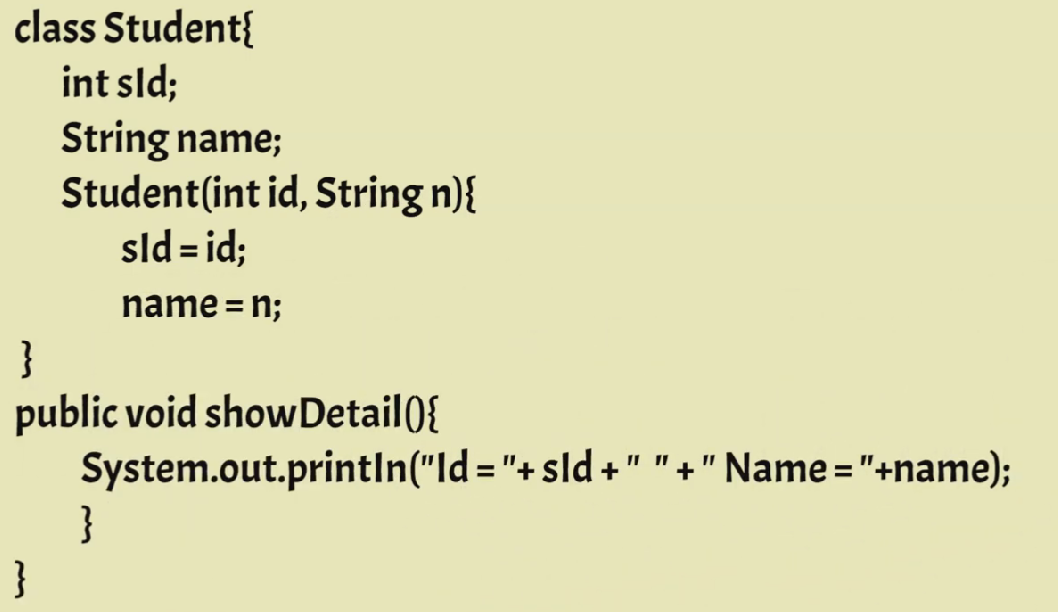 class Student{
int sId;
String name;
Student(int id, String n){
sId = id;
name = n;
}
public void showDetail(){
System.out.println("Id = "+ sId + " " + " Name = "+name);
}
}